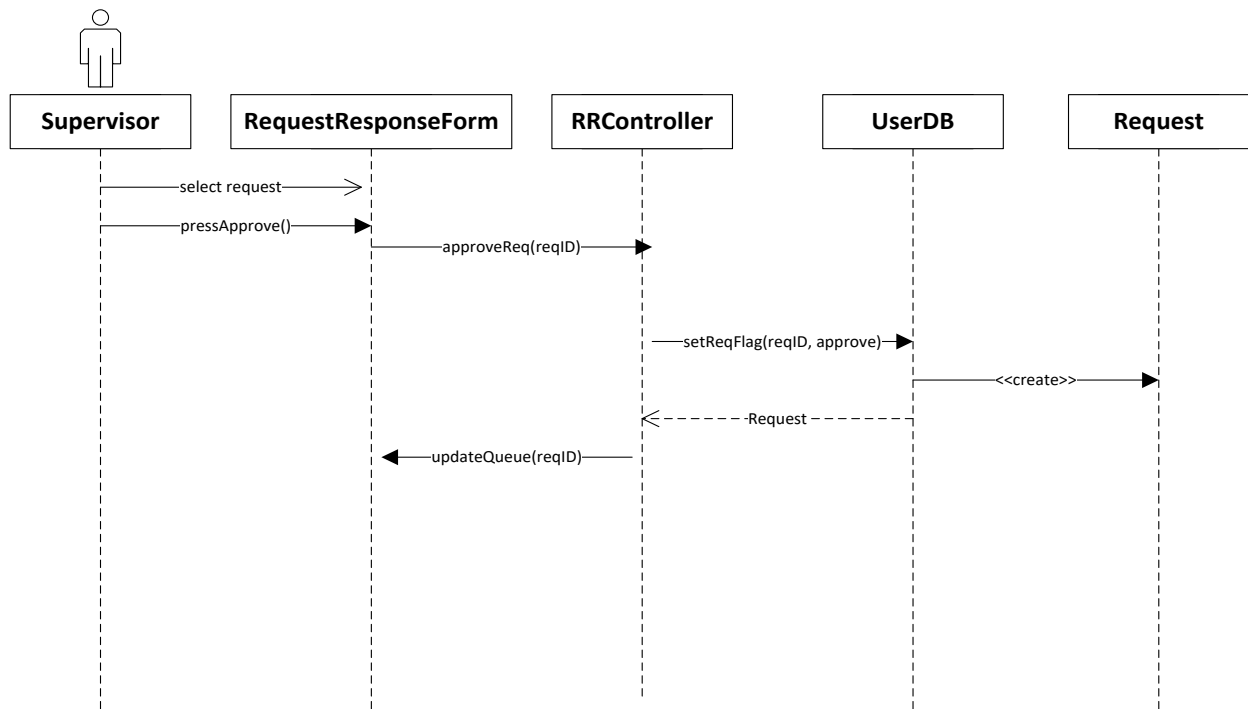 Supervisor
RequestResponseForm
RRController
UserDB
Request
select request
pressApprove()
approveReq(reqID)
setReqFlag(reqID, approve)
<<create>>
Request
updateQueue(reqID)